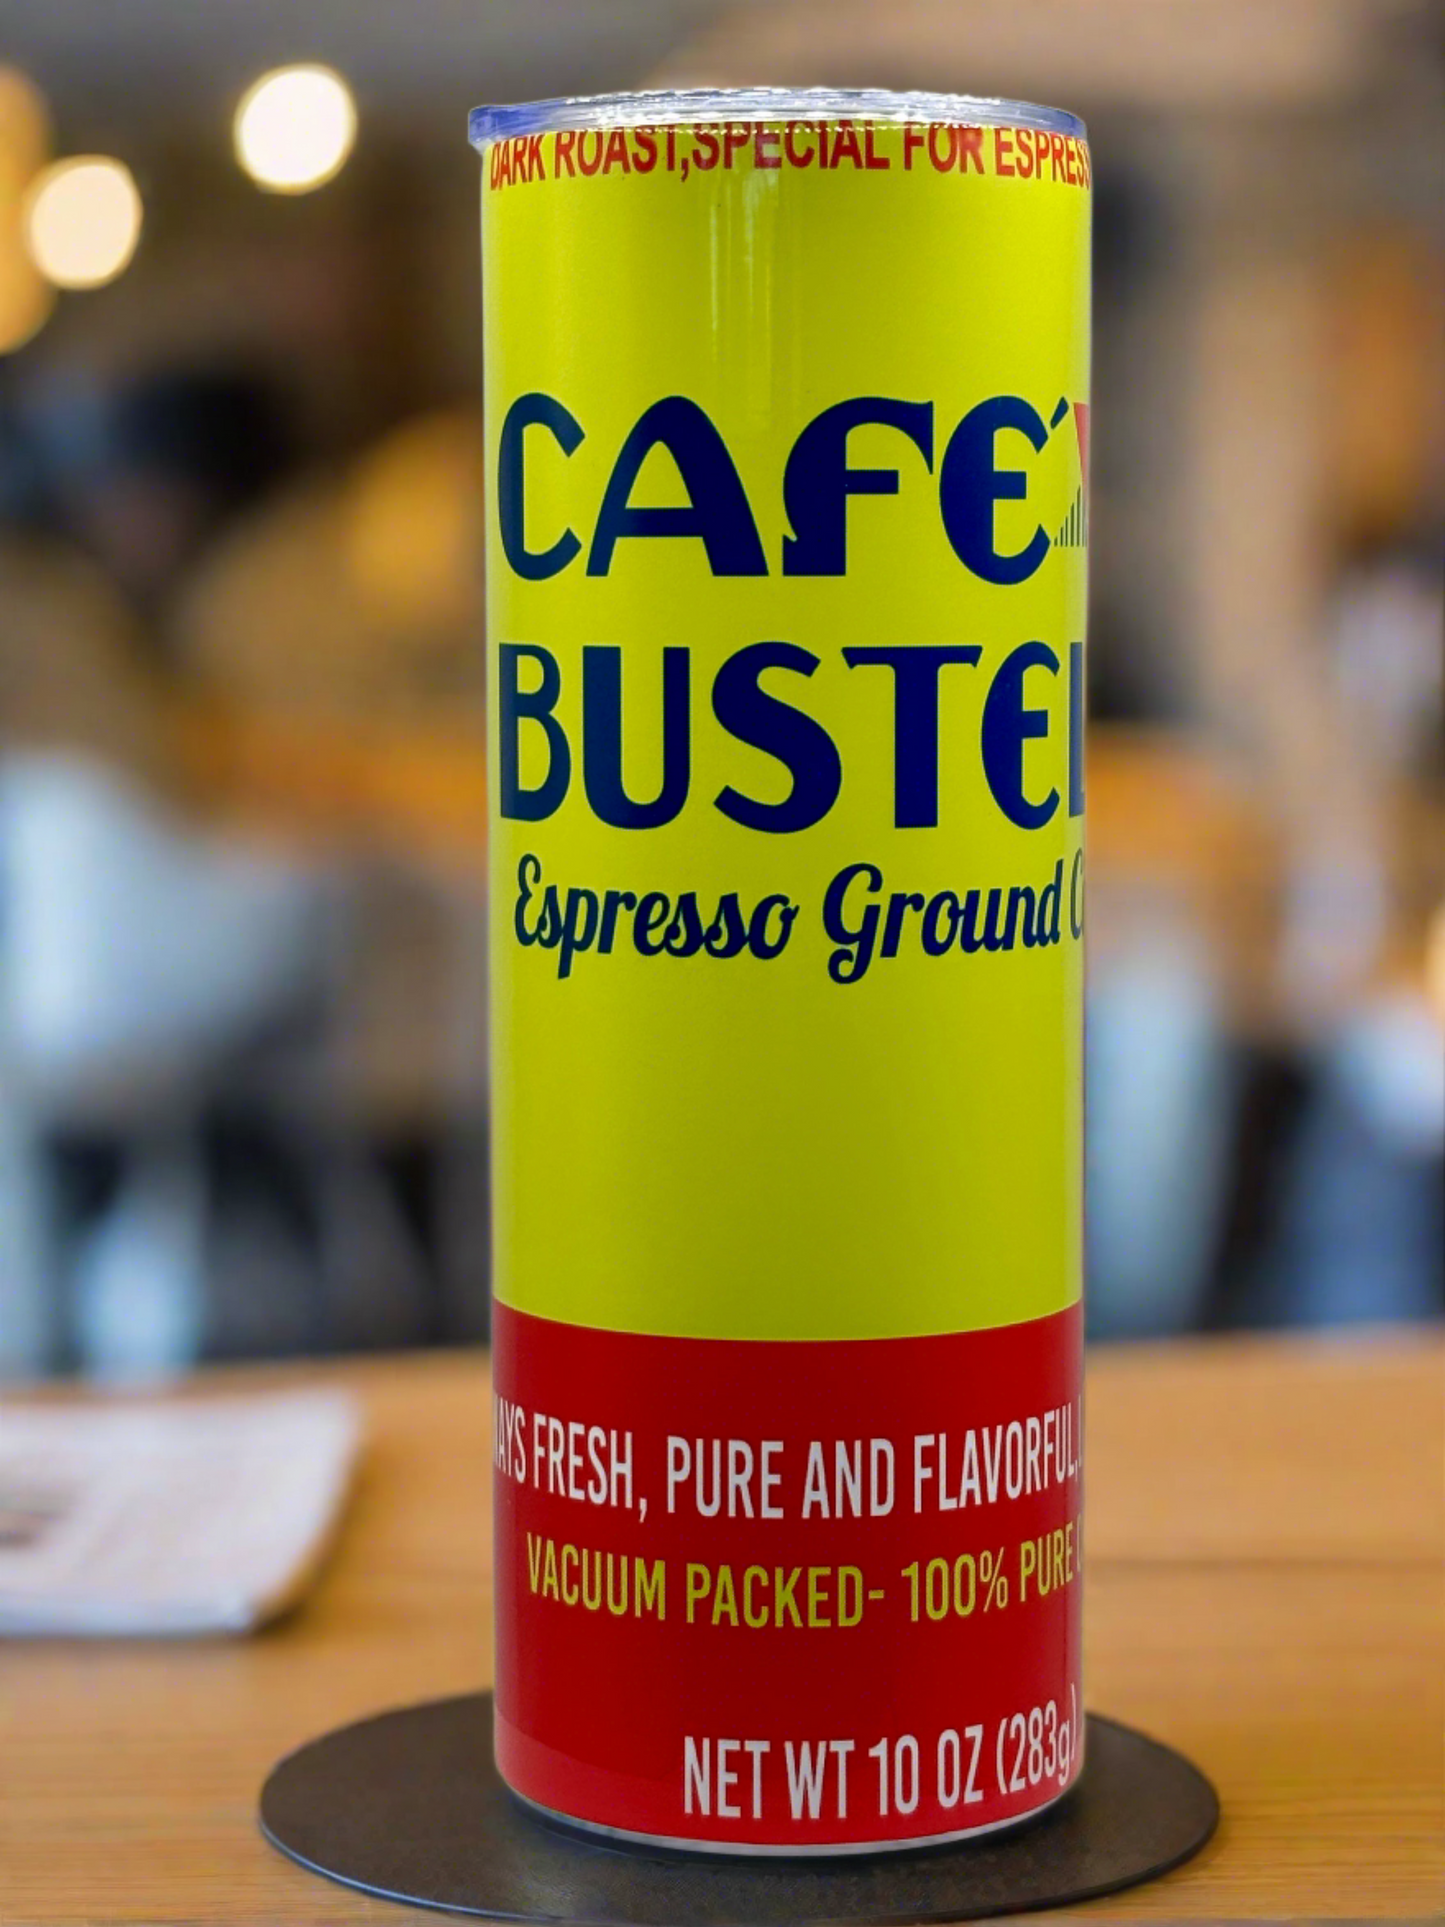 DARK ROAST,SPECIAL FOR ESPRESS
CAFÉ
BUSTEL
Espresso Ground C
AYS FRESH, PURE AND FLAVORFUL,
VACUUM PACKED- 100% PURE
NET WT 10 OZ (283g)